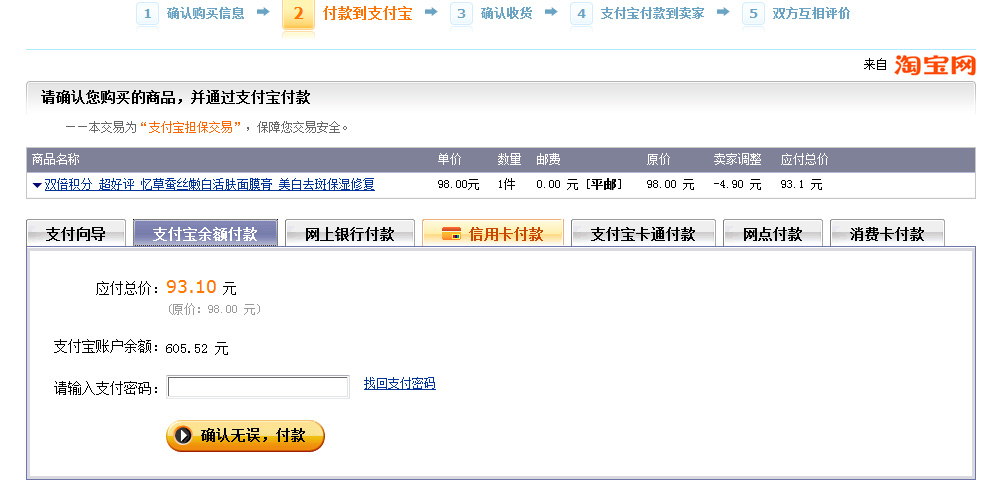 1 确认购买信息 2 付款到支付宝 3 确认收货 4 支付宝付款到卖家 5 双方互相评价
来自 淘宝网
请确认您购买的商品，并通过支付宝付款
——本交易为“支付宝担保交易”，保障您交易安全。
商品名称 单价 数量 邮费 原价 卖家调整 应付总价
双倍积分 超好评 忆草蚕丝嫩白活肤面膜膏 美白去斑保湿修复 98.00元 1件 0.00 元 [平邮] 98.00 元 -4.90 元 93.1 元
支付向导 支付宝余额付款 网上银行付款 信用卡付款 支付宝卡通付款 网点付款 消费卡付款
应付总价：93.10 元
(原价：98.00 元)
支付宝账户余额：605.52 元
请输入支付密码： 找回支付密码
确认无误，付款